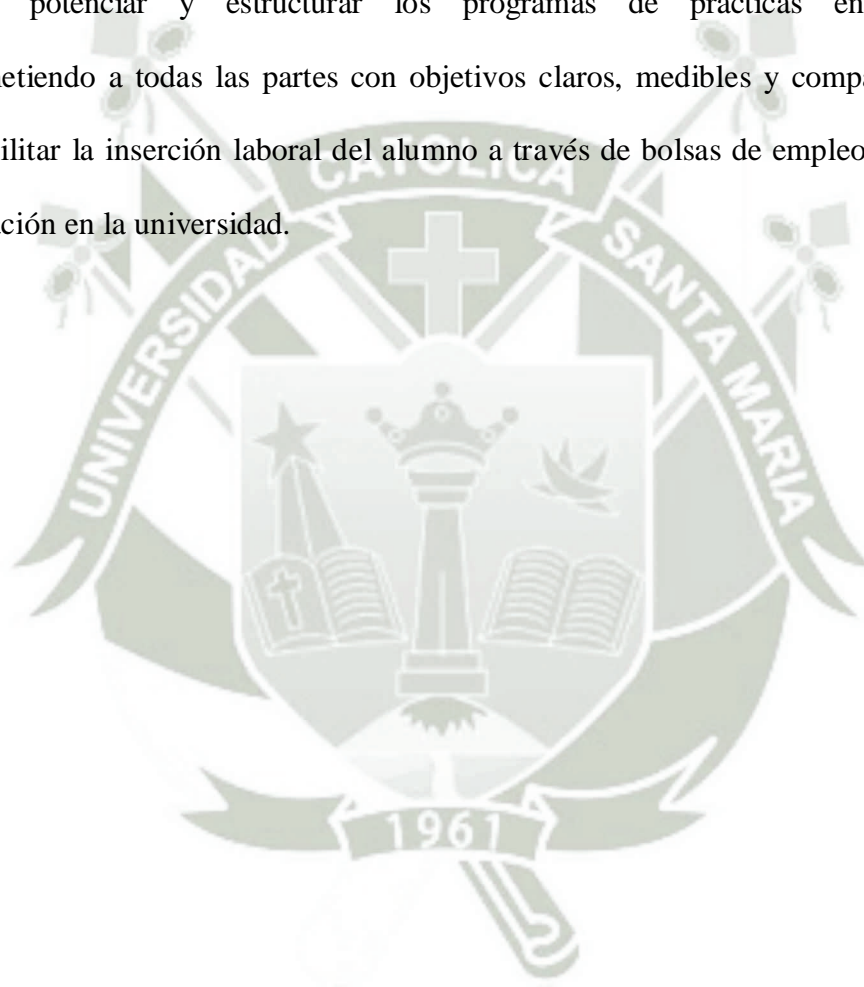 potenciar y estructurar los programas de prácticas en
etiendo a todas las partes con objetivos claros, medibles y compa
ilitar la inserción laboral del alumno a través de bolsas de empleo
ación en la universidad.
UNIVERSIDAD CATOLICA SANTA MARIA
1961